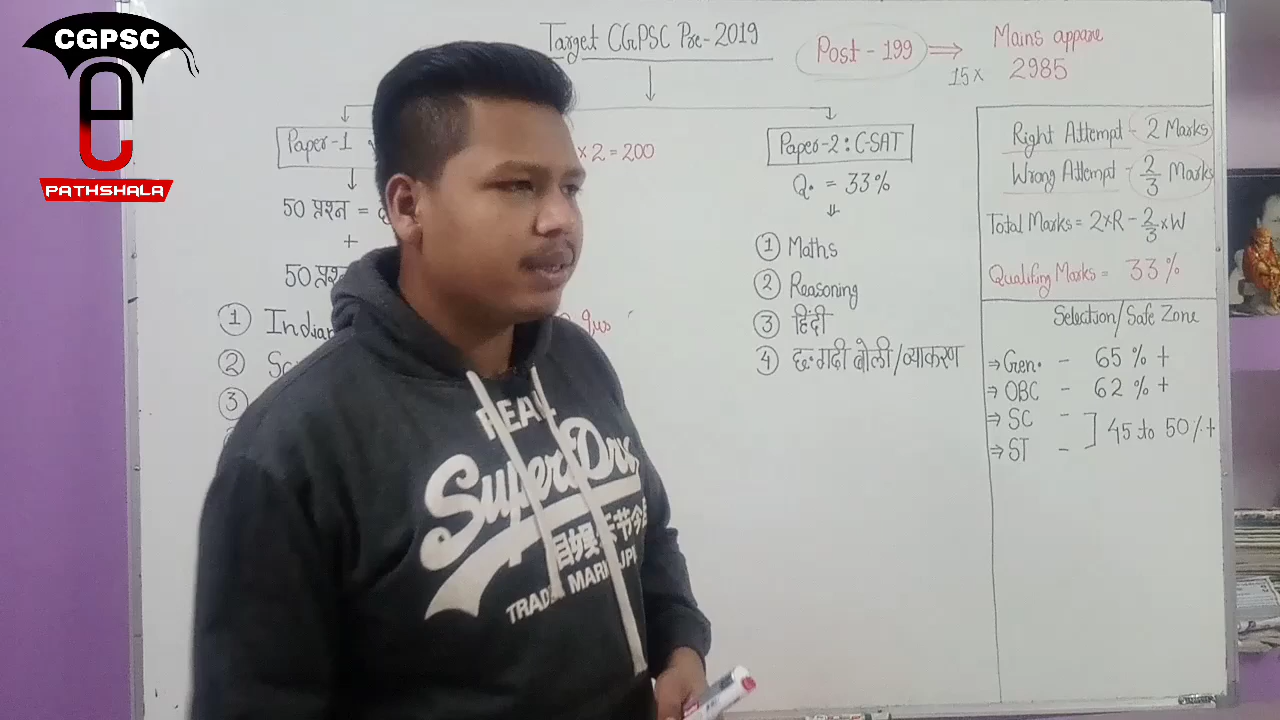 CGPSC
e
PATHSHALA
Target CGPSC Pre-2019
Post - 199 ⇒
15×
Mains appare
2985
Paper-1
× 2 = 200
50 प्रश्न =
+
50 प्रश्न
① Indian
②
③
Paper-2 : C-SAT
Q. = 33%
⇓
① Maths
② Reasoning
③ हिंदी
④ छ.गढ़ी बोली/व्याकरण
Right Attempt - 2 Marks
Wrong Attempt - 2/3 Marks
Total Marks = 2×R - 2/3×W
Qualifing Marks = 33%
Selection/Safe Zone
⇒ Gen. - 65 % +
⇒ OBC - 62 % +
⇒ SC -
⇒ ST - ] 45 to 50 % +
REAL
SuperDry
TRADE MARK JP